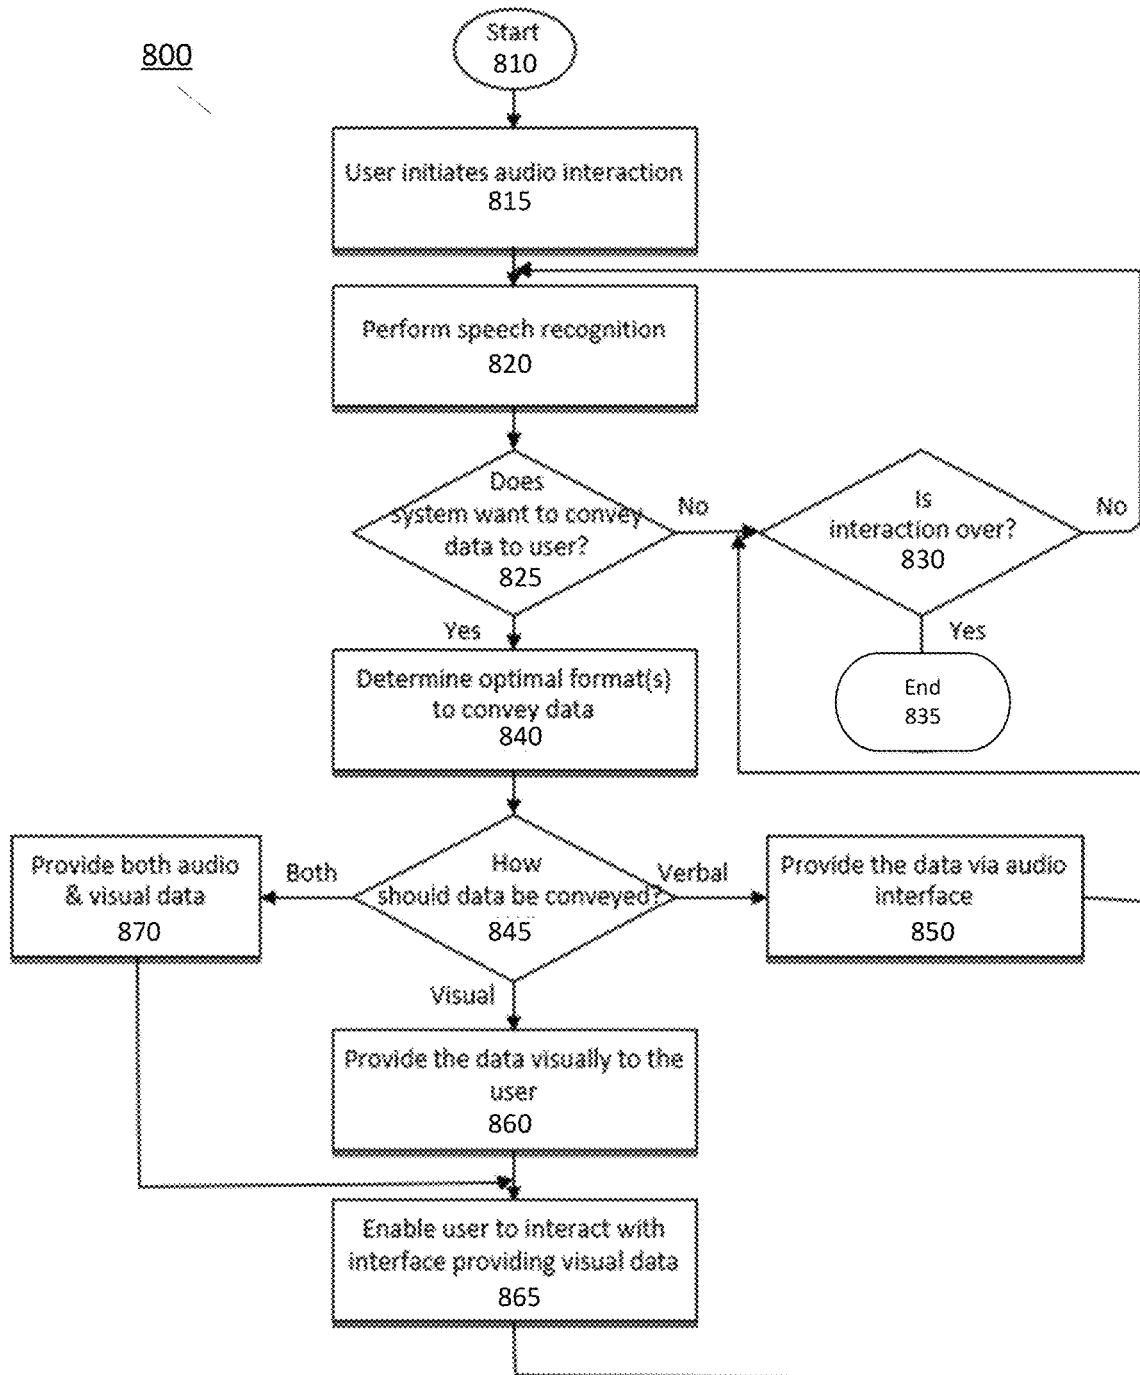 800
Start
810
User initiates audio interaction
815
Perform speech recognition
820
Does
system want to convey
data to user?
825
No
Is
interaction over?
830
No
Yes
Yes
End
835
Determine optimal format(s)
to convey data
840
How
should data be conveyed?
845
Both
Verbal
Provide both audio
& visual data
870
Provide the data via audio
interface
850
Visual
Provide the data visually to the
user
860
Enable user to interact with
interface providing visual data
865